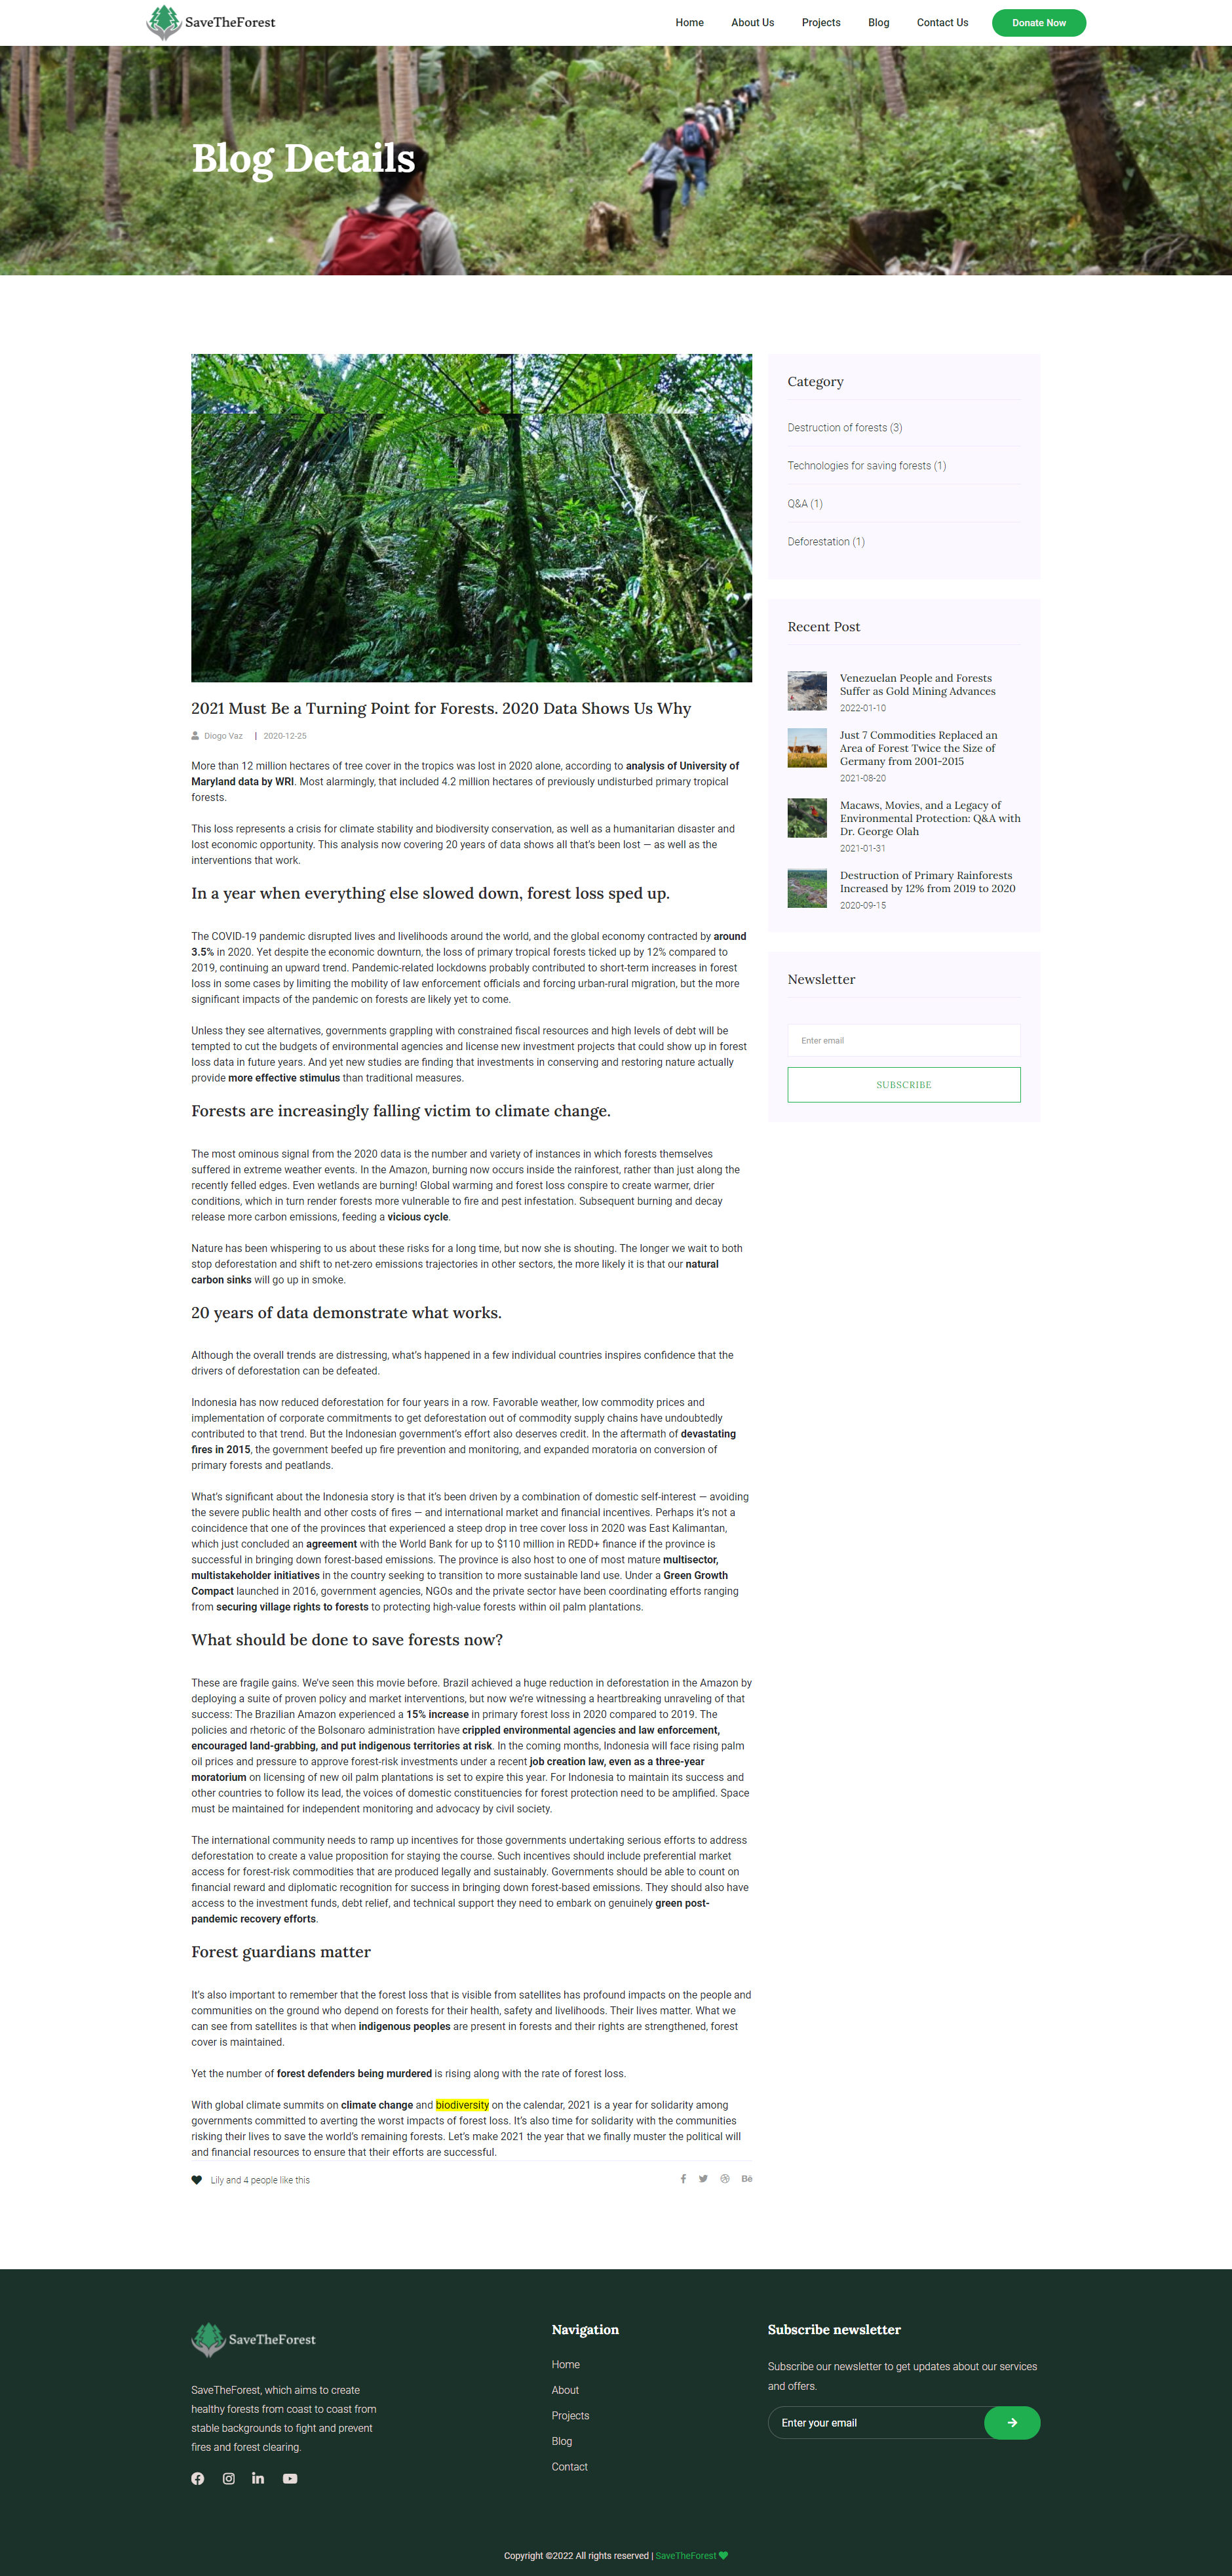 SaveTheForest
Home
About Us
Projects
Blog
Contact Us
Donate Now
Blog Details
2021 Must Be a Turning Point for Forests. 2020 Data Shows Us Why
Diogo Vaz | 2020-12-25
More than 12 million hectares of tree cover in the tropics was lost in 2020 alone, according to analysis of University of
Maryland data by WRI. Most alarmingly, that included 4.2 million hectares of previously undisturbed primary tropical
forests.
This loss represents a crisis for climate stability and biodiversity conservation, as well as a humanitarian disaster and
lost economic opportunity. This analysis now covering 20 years of data shows all that's been lost — as well as the
interventions that work.
In a year when everything else slowed down, forest loss sped up.
The COVID-19 pandemic disrupted lives and livelihoods around the world, and the global economy contracted by around
3.5% in 2020. Yet despite the economic downturn, the loss of primary tropical forests ticked up by 12% compared to
2019, continuing an upward trend. Pandemic-related lockdowns probably contributed to short-term increases in forest
loss in some cases by limiting the mobility of law enforcement officials and forcing urban-rural migration, but the more
significant impacts of the pandemic on forests are likely yet to come.
Unless they see alternatives, governments grappling with constrained fiscal resources and high levels of debt will be
tempted to cut the budgets of environmental agencies and license new investment projects that could show up in forest
loss data in future years. And yet new studies are finding that investments in conserving and restoring nature actually
provide more effective stimulus than traditional measures.
Forests are increasingly falling victim to climate change.
The most ominous signal from the 2020 data is the number and variety of instances in which forests themselves
suffered in extreme weather events. In the Amazon, burning now occurs inside the rainforest, rather than just along the
recently felled edges. Even wetlands are burning! Global warming and forest loss conspire to create warmer, drier
conditions, which in turn render forests more vulnerable to fire and pest infestation. Subsequent burning and decay
release more carbon emissions, feeding a vicious cycle.
Nature has been whispering to us about these risks for a long time, but now she is shouting. The longer we wait to both
stop deforestation and shift to net-zero emissions trajectories in other sectors, the more likely it is that our natural
carbon sinks will go up in smoke.
20 years of data demonstrate what works.
Although the overall trends are distressing, what's happened in a few individual countries inspires confidence that the
drivers of deforestation can be defeated.
Indonesia has now reduced deforestation for four years in a row. Favorable weather, low commodity prices and
implementation of corporate commitments to get deforestation out of commodity supply chains have undoubtedly
contributed to that trend. But the Indonesian government's effort also deserves credit. In the aftermath of devastating
fires in 2015, the government beefed up fire prevention and monitoring, and expanded moratoria on conversion of
primary forests and peatlands.
What's significant about the Indonesia story is that it's been driven by a combination of domestic self-interest — avoiding
the severe public health and other costs of fires — and international market and financial incentives. Perhaps it's not a
coincidence that one of the provinces that experienced a steep drop in tree cover loss in 2020 was East Kalimantan,
which just concluded an agreement with the World Bank for up to $110 million in REDD+ finance if the province is
successful in bringing down forest-based emissions. The province is also host to one of most mature multisector,
multistakeholder initiatives in the country seeking to transition to more sustainable land use. Under a Green Growth
Compact launched in 2016, government agencies, NGOs and the private sector have been coordinating efforts ranging
from securing village rights to forests to protecting high-value forests within oil palm plantations.
What should be done to save forests now?
These are fragile gains. We've seen this movie before. Brazil achieved a huge reduction in deforestation in the Amazon by
deploying a suite of proven policy and market interventions, but now we're witnessing a heartbreaking unraveling of that
success: The Brazilian Amazon experienced a 15% increase in primary forest loss in 2020 compared to 2019. The
policies and rhetoric of the Bolsonaro administration have crippled environmental agencies and law enforcement,
encouraged land-grabbing, and put indigenous territories at risk. In the coming months, Indonesia will face rising palm
oil prices and pressure to approve forest-risk investments under a recent job creation law, even as a three-year
moratorium on licensing of new oil palm plantations is set to expire this year. For Indonesia to maintain its success and
other countries to follow its lead, the voices of domestic constituencies for forest protection need to be amplified. Space
must be maintained for independent monitoring and advocacy by civil society.
The international community needs to ramp up incentives for those governments undertaking serious efforts to address
deforestation to create a value proposition for staying the course. Such incentives should include preferential market
access for forest-risk commodities that are produced legally and sustainably. Governments should be able to count on
financial reward and diplomatic recognition for success in bringing down forest-based emissions. They should also have
access to the investment funds, debt relief, and technical support they need to embark on genuinely green post-
pandemic recovery efforts.
Forest guardians matter
It's also important to remember that the forest loss that is visible from satellites has profound impacts on the people and
communities on the ground who depend on forests for their health, safety and livelihoods. Their lives matter. What we
can see from satellites is that when indigenous peoples are present in forests and their rights are strengthened, forest
cover is maintained.
Yet the number of forest defenders being murdered is rising along with the rate of forest loss.
With global climate summits on climate change and biodiversity on the calendar, 2021 is a year for solidarity among
governments committed to averting the worst impacts of forest loss. It's also time for solidarity with the communities
risking their lives to save the world's remaining forests. Let's make 2021 the year that we finally muster the political will
and financial resources to ensure that their efforts are successful.
Lily and 4 people like this
Category
Destruction of forests (3)
Technologies for saving forests (1)
Q&A (1)
Deforestation (1)
Recent Post
Venezuelan People and Forests
Suffer as Gold Mining Advances
2022-01-10
Just 7 Commodities Replaced an
Area of Forest Twice the Size of
Germany from 2001-2015
2021-08-20
Macaws, Movies, and a Legacy of
Environmental Protection: Q&A with
Dr. George Olah
2021-01-31
Destruction of Primary Rainforests
Increased by 12% from 2019 to 2020
2020-09-15
Newsletter
Enter email
SUBSCRIBE
SaveTheForest
SaveTheForest, which aims to create
healthy forests from coast to coast from
stable backgrounds to fight and prevent
fires and forest clearing.
Navigation
Home
About
Projects
Blog
Contact
Subscribe newsletter
Subscribe our newsletter to get updates about our services
and offers.
Enter your email
Copyright ©2022 All rights reserved | SaveTheForest